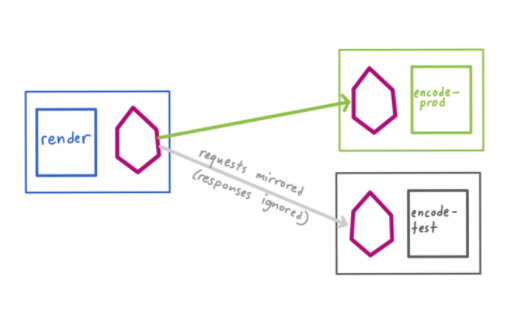 render
encode-
prod
requests mirrored
(responses ignored)
encode-
test